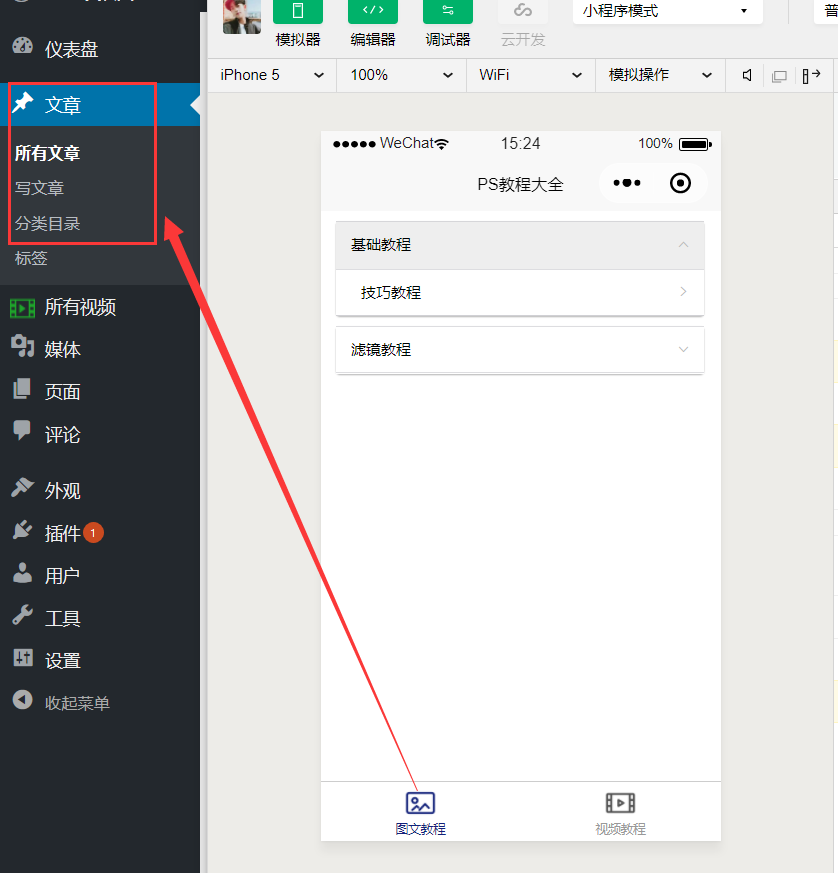 仪表盘
文章
所有文章
写文章
分类目录
标签
所有视频
媒体
页面
评论
外观
插件 1
用户
工具
设置
收起菜单
模拟器
编辑器
调试器
云开发
小程序模式
普
iPhone 5
100%
WiFi
模拟操作
WeChat
15:24
100%
PS教程大全
基础教程
技巧教程
滤镜教程
图文教程
视频教程